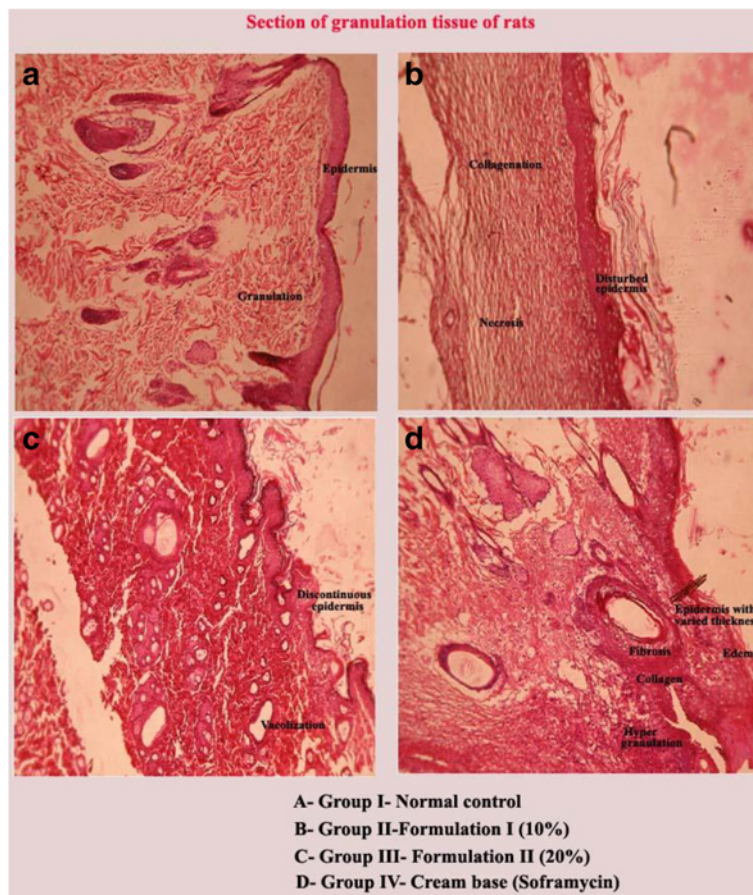 Section of granulation tissue of rats
a
Epidermis
Granulation
b
Collagenation
Disturbed
epidermis
Necrosis
c
Discontinuous
epidermis
Vacolization
d
Epidermis with
varied thickness
Edem
Fibrosis
Collagen
Hyper
granulation
A- Group I- Normal control
B- Group II-Formulation I (10%)
C- Group III- Formulation II (20%)
D- Group IV- Cream base (Soframycin)